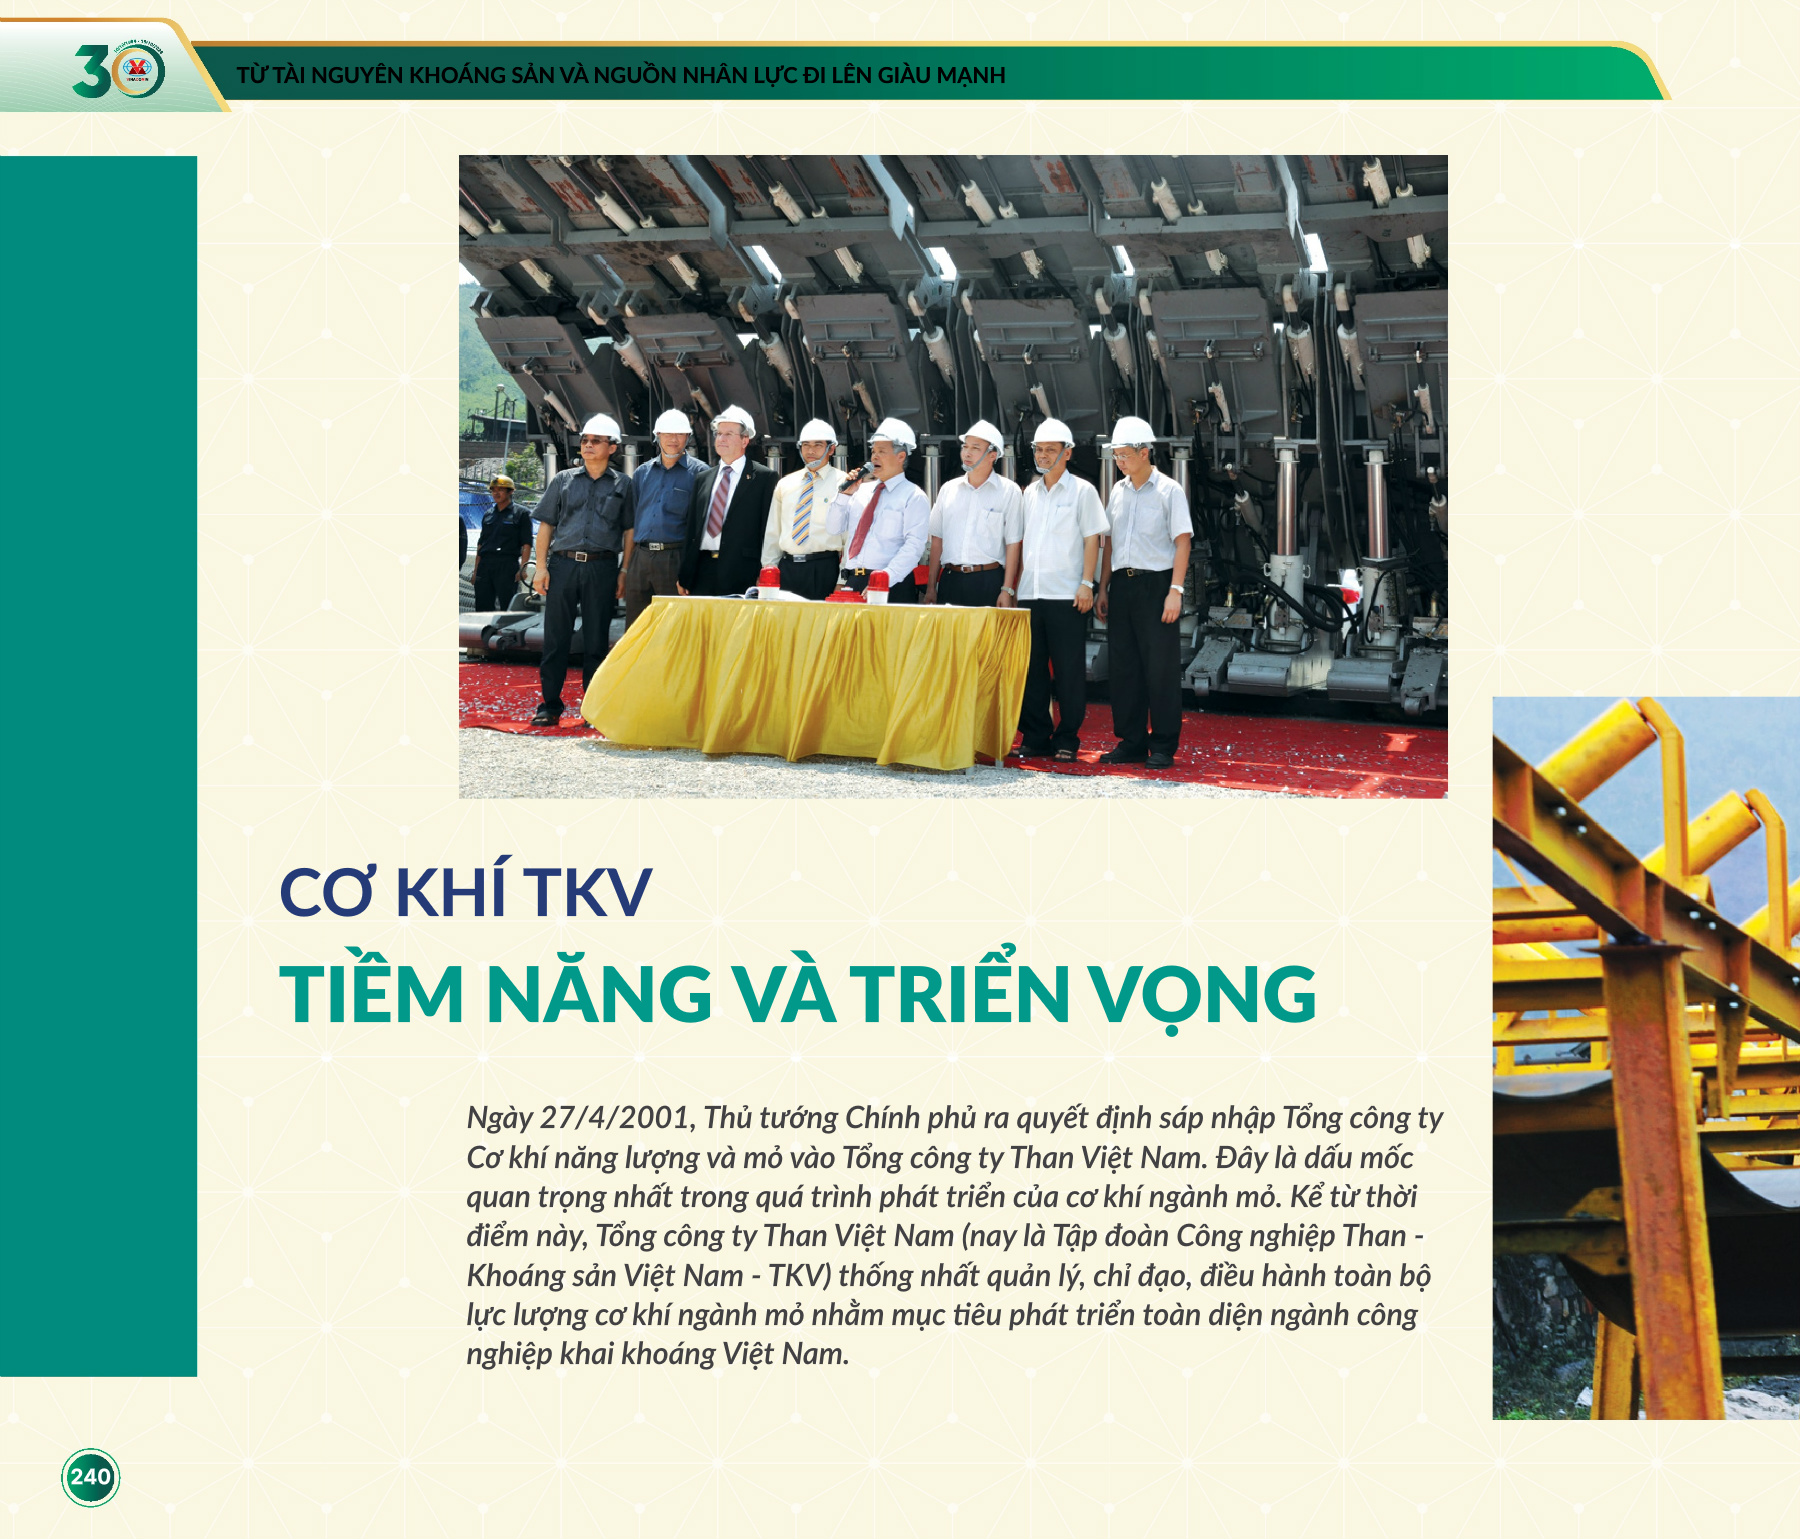 30
VINACOMIN
TỪ TÀI NGUYÊN KHOÁNG SẢN VÀ NGUỒN NHÂN LỰC ĐI LÊN GIÀU MẠNH
CƠ KHÍ TKV
TIỀM NĂNG VÀ TRIỂN VỌNG
Ngày 27/4/2001, Thủ tướng Chính phủ ra quyết định sáp nhập Tổng công ty
Cơ khí năng lượng và mỏ vào Tổng công ty Than Việt Nam. Đây là dấu mốc
quan trọng nhất trong quá trình phát triển của cơ khí ngành mỏ. Kể từ thời
điểm này, Tổng công ty Than Việt Nam (nay là Tập đoàn Công nghiệp Than -
Khoáng sản Việt Nam - TKV) thống nhất quản lý, chỉ đạo, điều hành toàn bộ
lực lượng cơ khí ngành mỏ nhằm mục tiêu phát triển toàn diện ngành công
nghiệp khai khoáng Việt Nam.
240